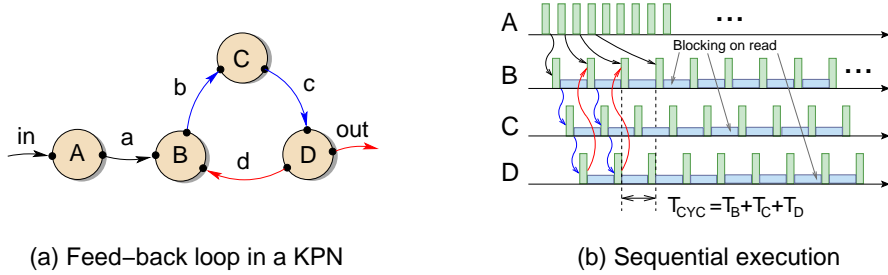 in
A
a
B
b
C
c
D
d
out
(a) Feed–back loop in a KPN
A
...
B
Blocking on read
...
C
D
T_CYC = T_B + T_C + T_D
(b) Sequential execution